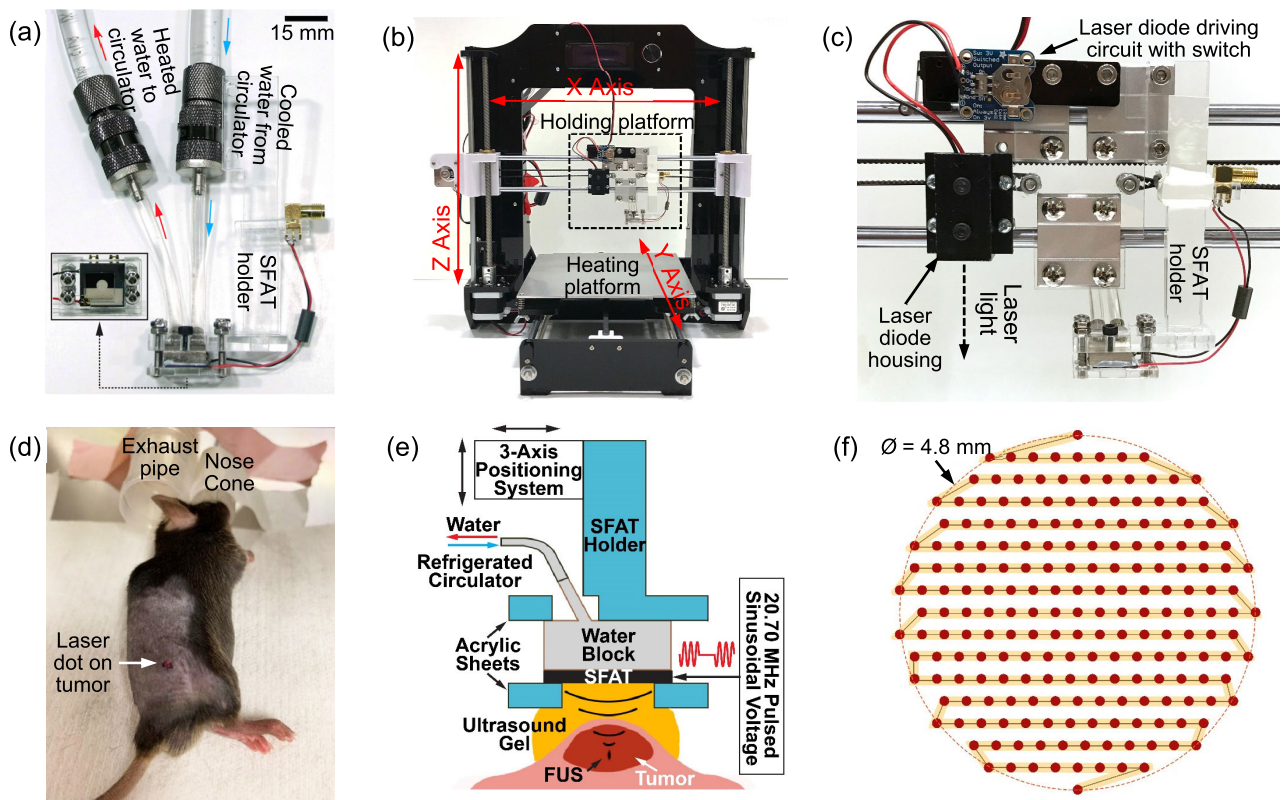 (a)
15 mm
Heated
water to
circulator
Cooled
water from
circulator
SFAT
holder
(b)
X Axis
Holding platform
Z Axis
Heating
platform
Y Axis
(c)
Laser diode driving
circuit with switch
Laser
diode
housing
Laser
light
SFAT
holder
(d)
Exhaust
pipe
Nose
Cone
Laser
dot on
tumor
(e)
3-Axis
Positioning
System
SFAT
Holder
Water
Refrigerated
Circulator
Acrylic
Sheets
Water
Block
SFAT
20.70 MHz Pulsed
Sinusoidal Voltage
Ultrasound
Gel
FUS
Tumor
(f)
Ø = 4.8 mm